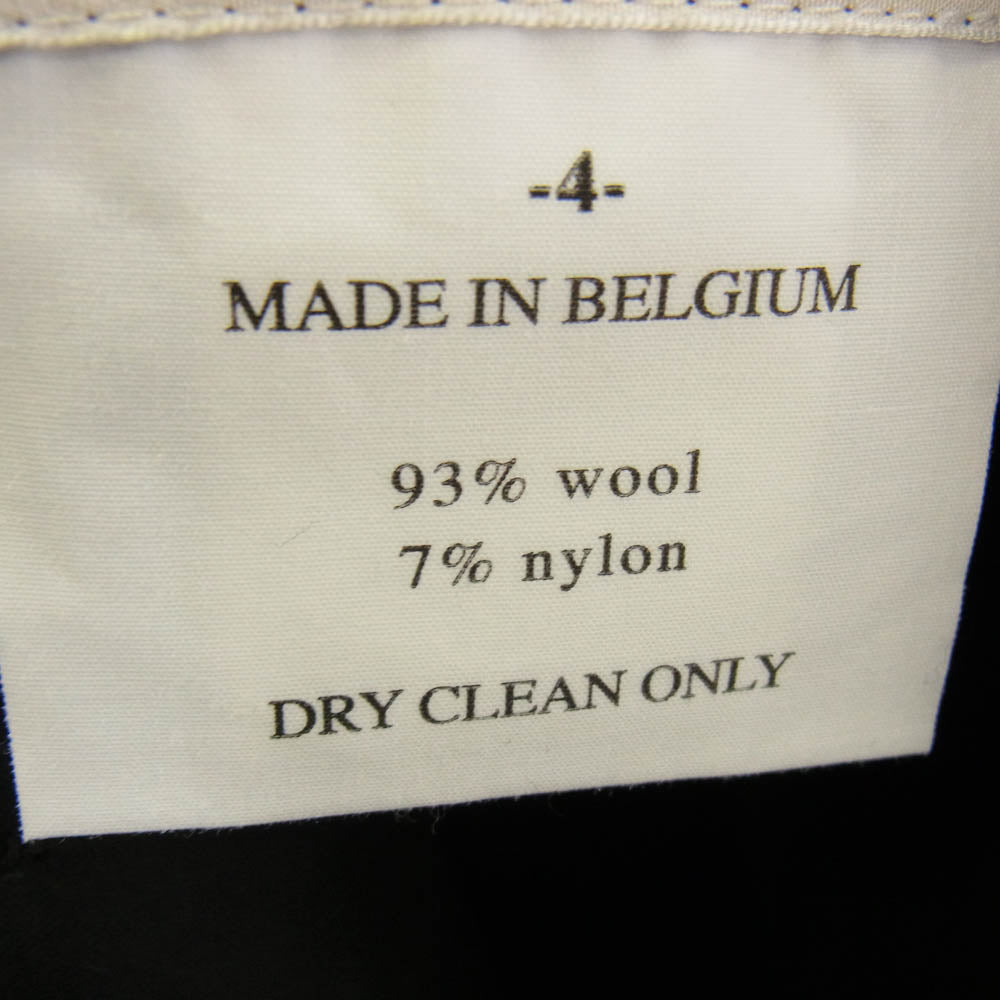 -4-
MADE IN BELGIUM
93% wool
7% nylon
DRY CLEAN ONLY